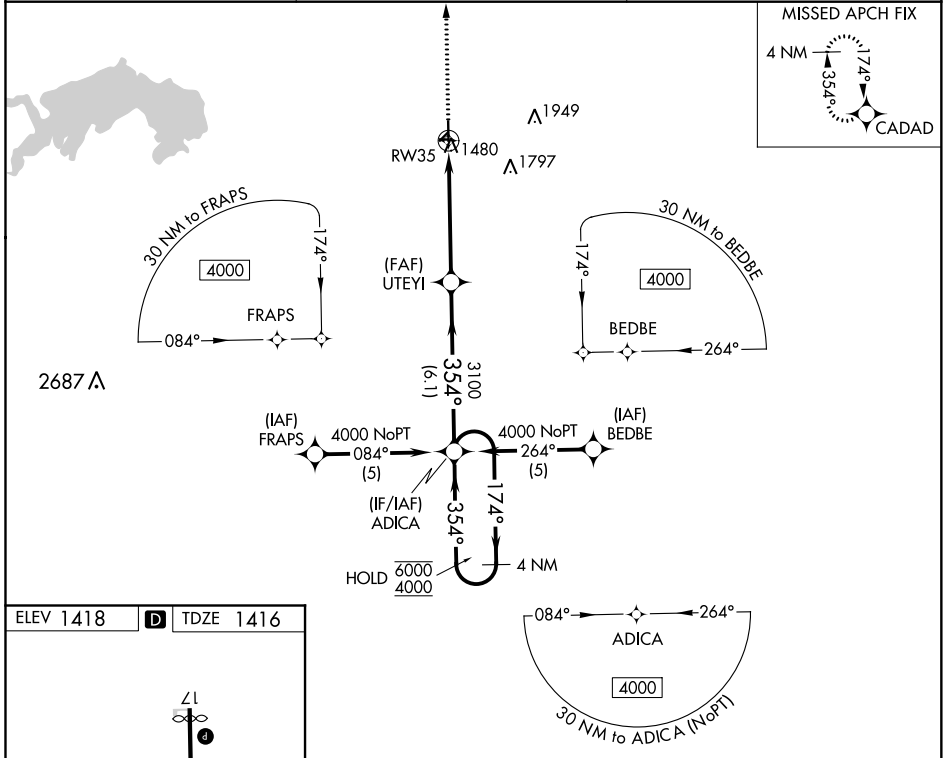 MISSED APCH FIX
4 NM
174°
354°
CADAD
1949
RW35
1480
1797
30 NM to FRAPS
174°
4000
FRAPS
084°
(FAF)
UTEYI
30 NM to BEDBE
174°
4000
BEDBE
264°
2687
3100
354°
(6.1)
(IAF)
FRAPS
4000 NoPT
084°
(5)
4000 NoPT
264°
(5)
(IAF)
BEDBE
(IF/IAF)
ADICA
354°
174°
HOLD
6000
4000
4 NM
084°
264°
ADICA
4000
30 NM to ADICA (NoPT)
ELEV 1418
D
TDZE 1416
17
P